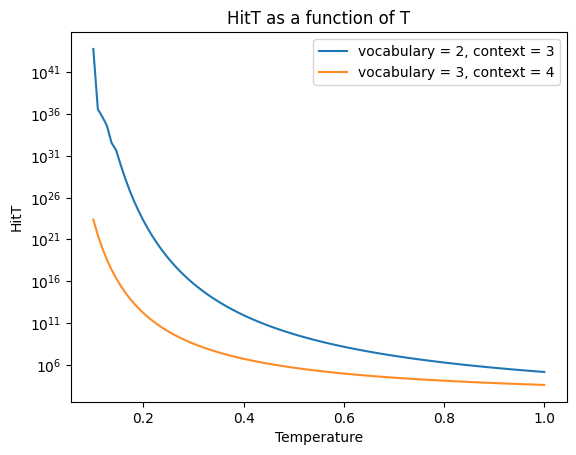 HitT as a function of T
vocabulary = 2, context = 3
vocabulary = 3, context = 4
HitT
10^41
10^36
10^31
10^26
10^21
10^16
10^11
10^6
0.2 0.4 0.6 0.8 1.0
Temperature